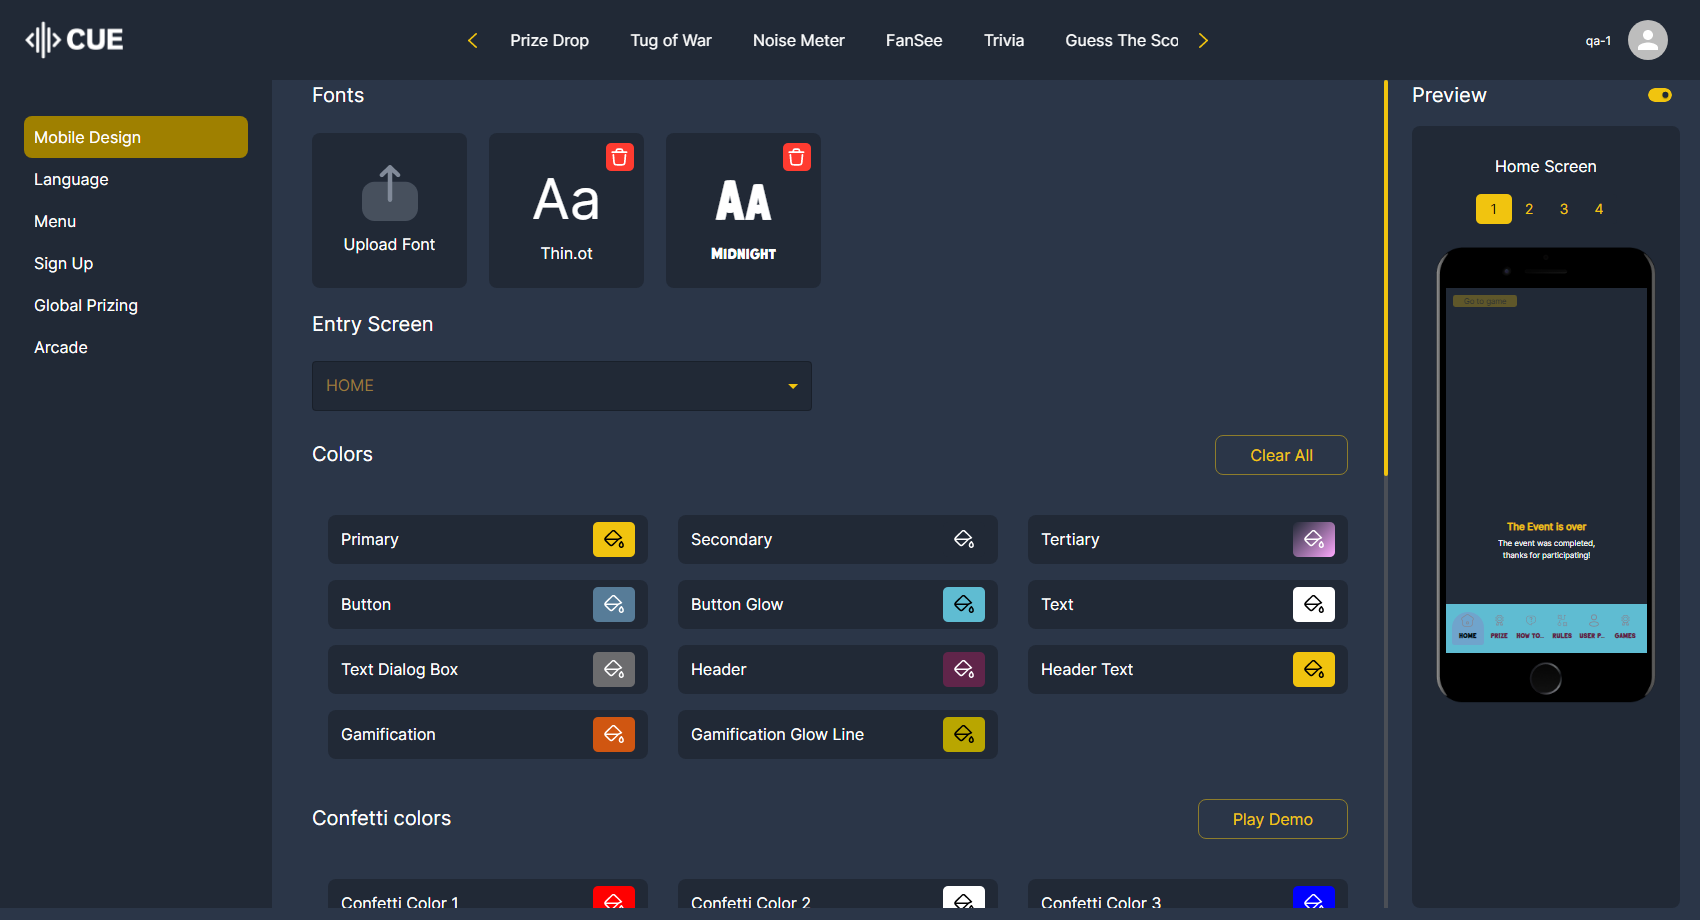 CUE
Prize Drop
Tug of War
Noise Meter
FanSee
Trivia
Guess The Sco
qa-1
Mobile Design
Language
Menu
Sign Up
Global Prizing
Arcade
Fonts
Upload Font
Aa
Thin.ot
AA
MIDNIGHT
Entry Screen
HOME
Colors
Clear All
Primary
Secondary
Tertiary
Button
Button Glow
Text
Text Dialog Box
Header
Header Text
Gamification
Gamification Glow Line
Confetti colors
Play Demo
Confetti Color 1
Confetti Color 2
Confetti Color 3
Preview
Home Screen
1 2 3 4
Go to game
The Event is over
The event was completed,
thanks for participating!
HOME PRIZE HOW TO.. RULES USER P.. GAMES